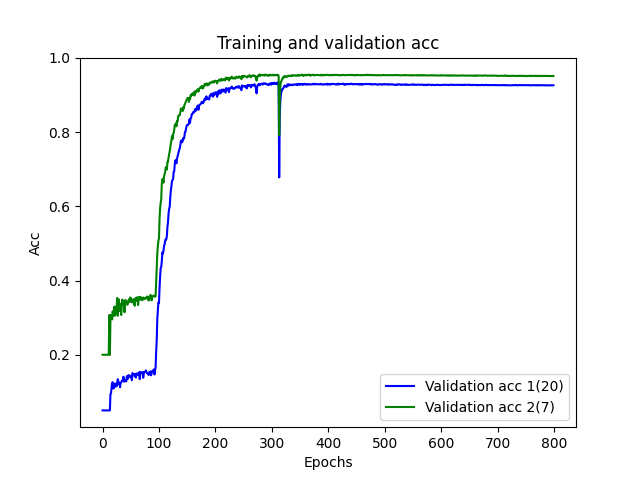 Training and validation acc
1.0
0.8
0.6
0.4
0.2
Acc
0 100 200 300 400 500 600 700 800
Epochs
Validation acc 1(20)
Validation acc 2(7)